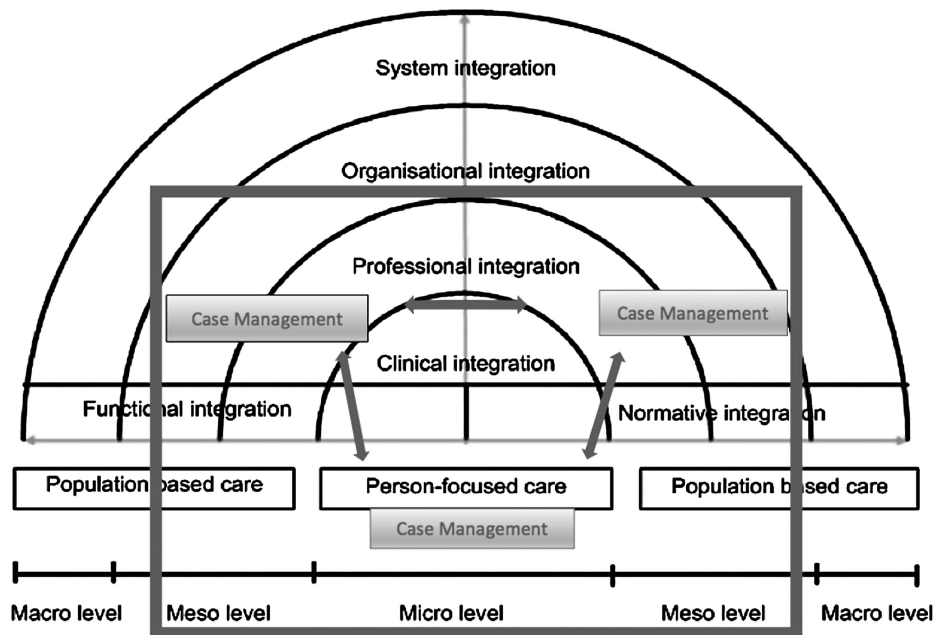 System integration
Organisational integration
Professional integration
Case Management
Case Management
Clinical integration
Functional integration
Normative integration
Population based care
Person-focused care
Population based care
Case Management
Macro level
Meso level
Micro level
Meso level
Macro level